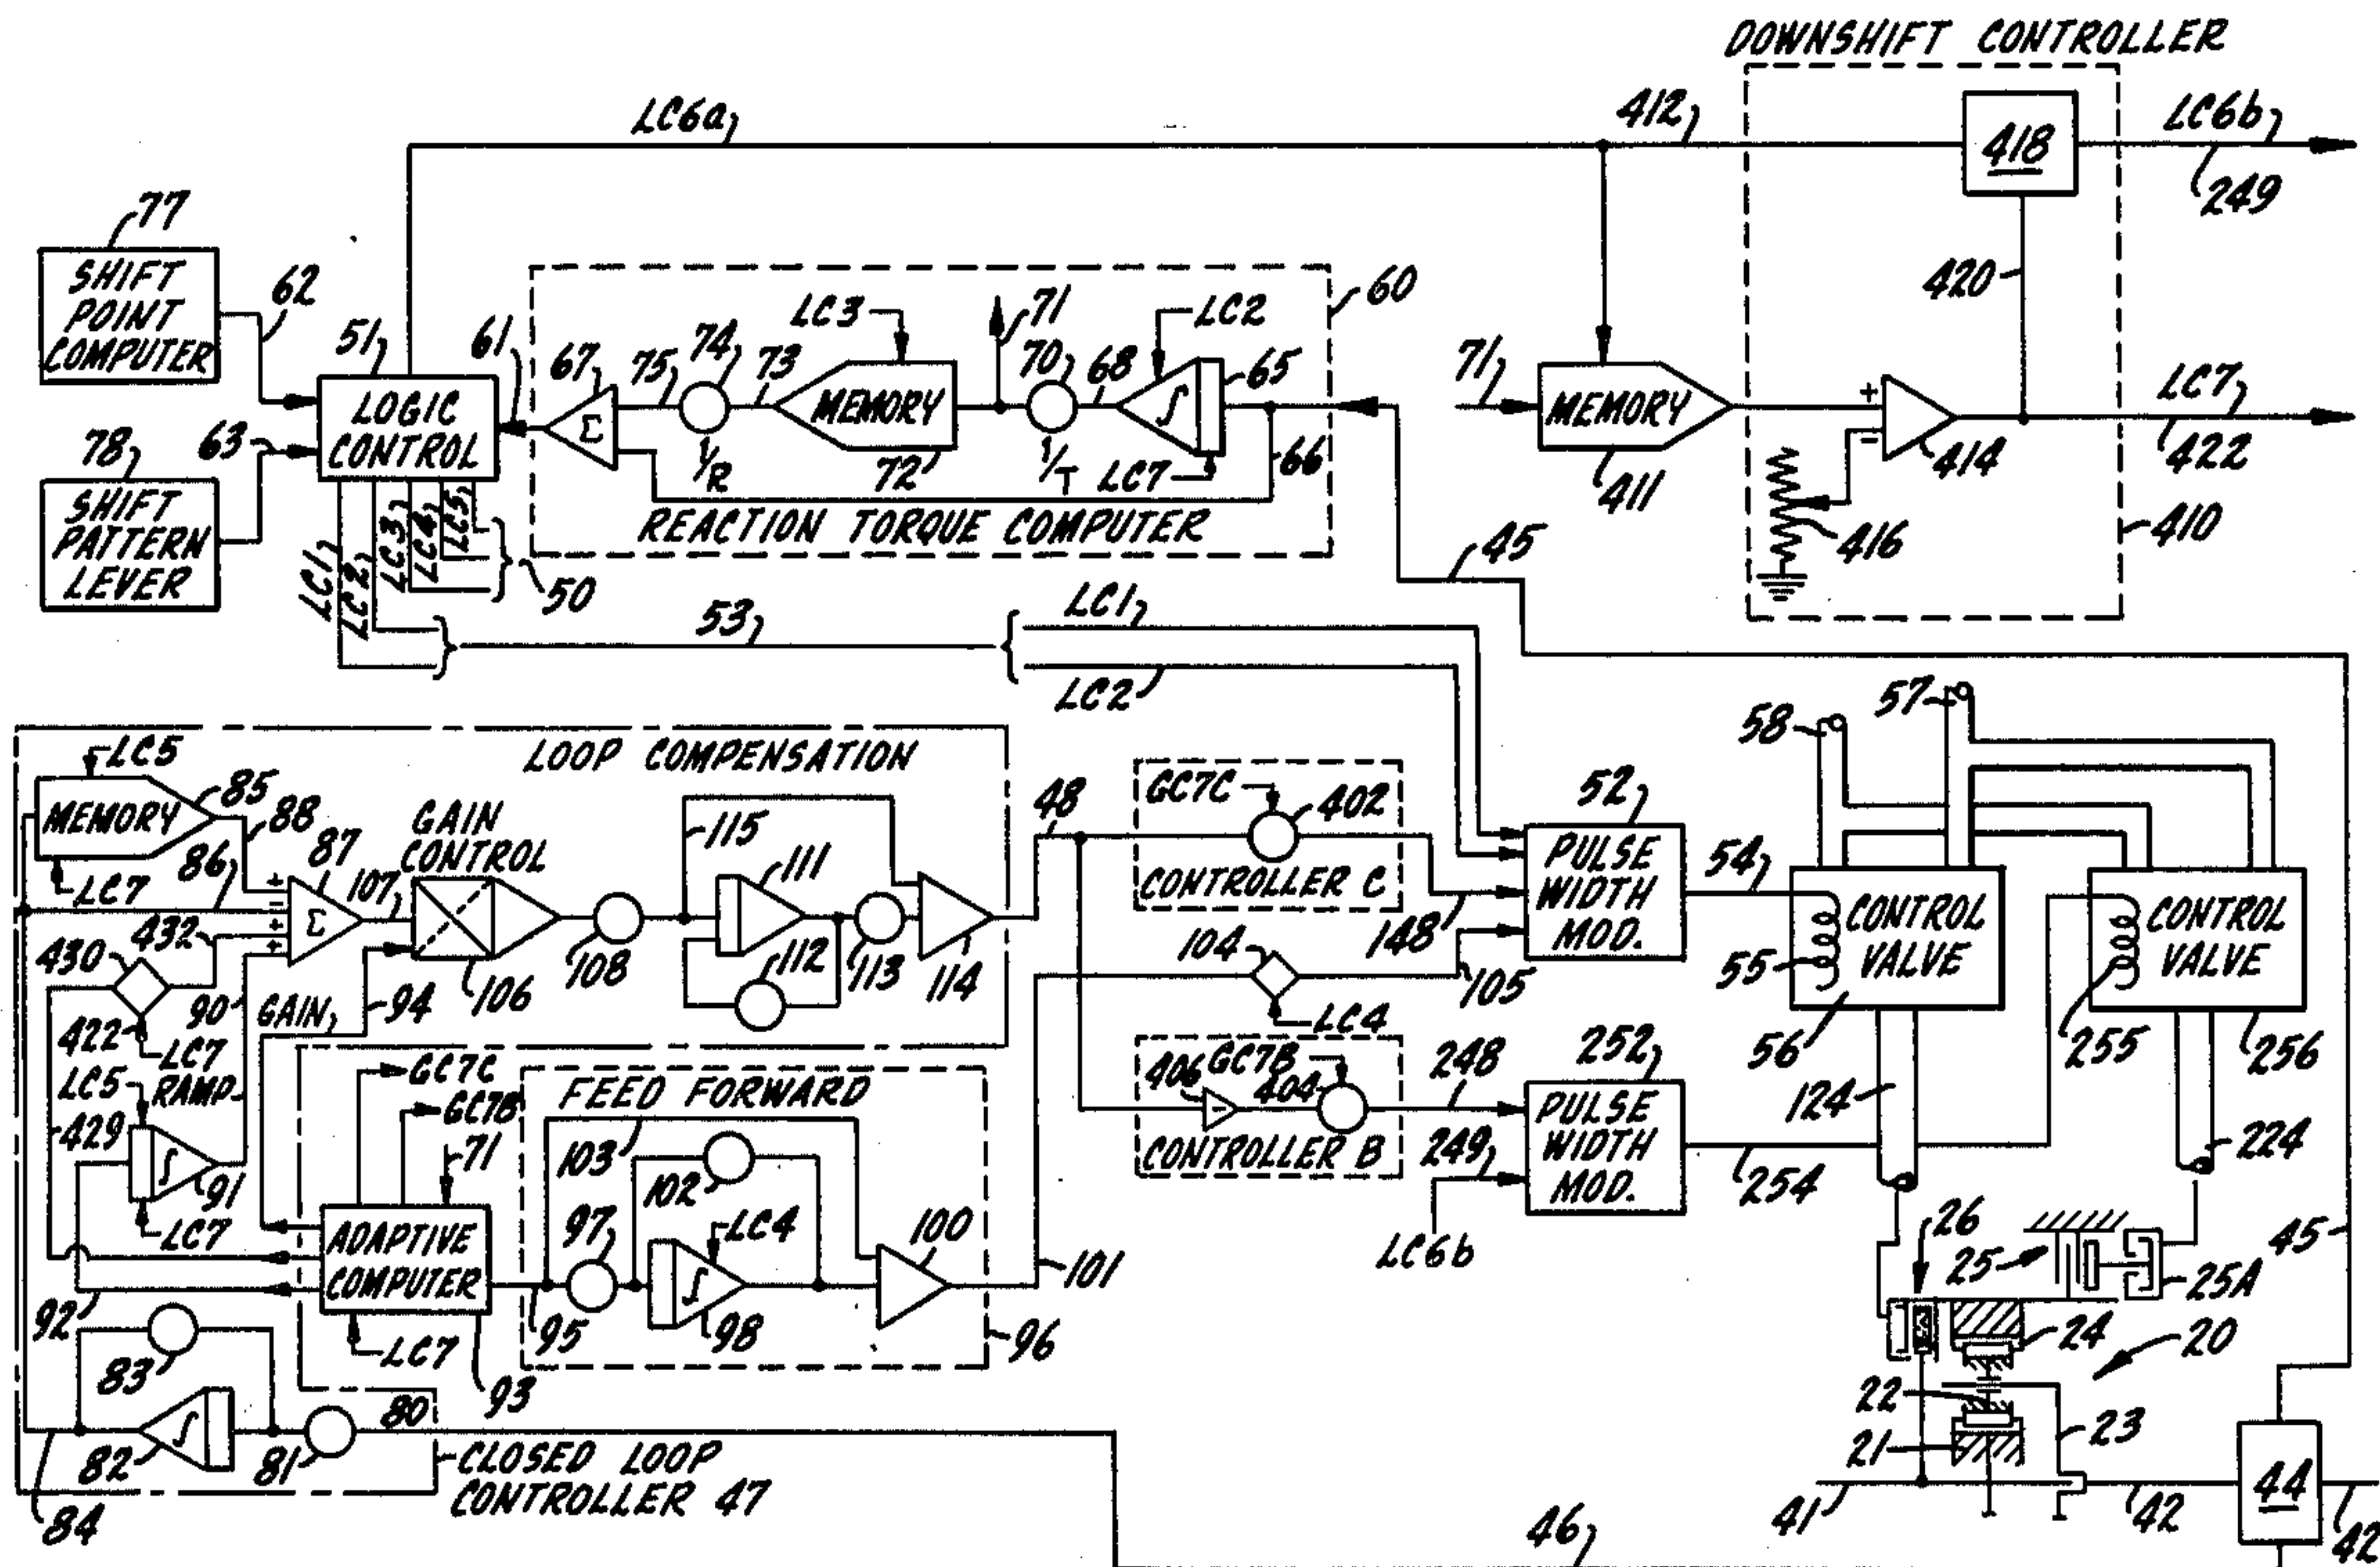 DOWNSHIFT CONTROLLER
LC6a
412
418
LC6b
249
77
SHIFT
POINT
COMPUTER
62
51
61
LOGIC
CONTROL
78
63
SHIFT
PATTERN
LEVER
LC1
LC2
LC3
LC4
LC5
50
67
Σ
75
74
1/R
73
LC3
MEMORY
72
71
70
1/T
68
LC2
∫
65
LC7
66
60
REACTION TORQUE COMPUTER
45
71
MEMORY
411
+
-
414
416
420
LC7
422
410
53
LC1
LC2
LOOP COMPENSATION
LC5
MEMORY
85
LC7
88
86
432
430
422
LC7
90
+
-
+
+
Σ
87
107
GAIN
CONTROL
106
GAIN
94
108
115
111
112
113
114
48
GC7C
402
CONTROLLER C
148
104
LC4
105
GC7B
406
-
404
CONTROLLER B
248
249
LC6b
52
PULSE
WIDTH
MOD.
54
252
PULSE
WIDTH
MOD.
254
58
57
CONTROL
VALVE
55
56
CONTROL
VALVE
255
256
124
224
LC5
RAMP
429
∫
91
LC7
92
GC7C
GC7B
71
ADAPTIVE
COMPUTER
LC7
93
FEED FORWARD
103
102
97
LC4
∫
98
100
95
96
101
83
∫
82
81
80
84
CLOSED LOOP
CONTROLLER 47
26
25
25A
45
24
20
22
21
23
41
42
44
42
46